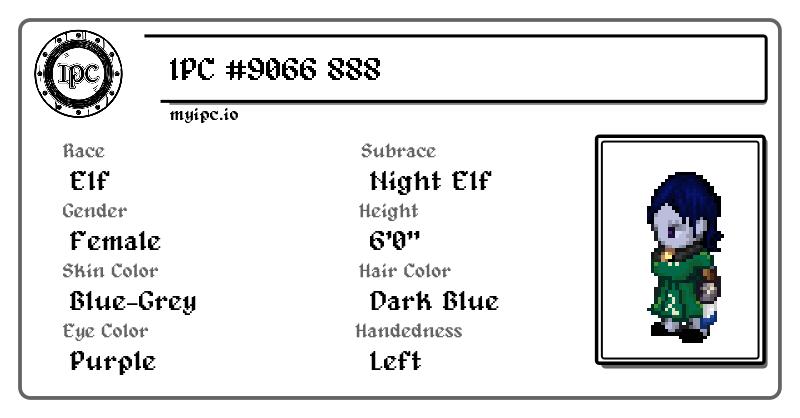 IPC
IPC #9066 888
myipc.io
Race
Elf
Subrace
Night Elf
Gender
Female
Height
6'0"
Skin Color
Blue-Grey
Hair Color
Dark Blue
Eye Color
Purple
Handedness
Left